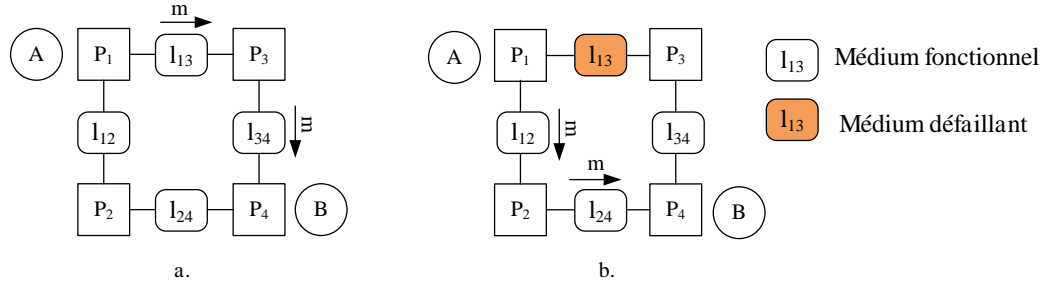 m
A P₁ l₁₃ P₃
l₁₂ l₃₄ m
P₂ l₂₄ P₄ B
a.
A P₁ l₁₃ P₃
l₁₂ m l₃₄
m
P₂ l₂₄ P₄ B
b.
l₁₃ Médium fonctionnel
l₁₃ Médium défaillant